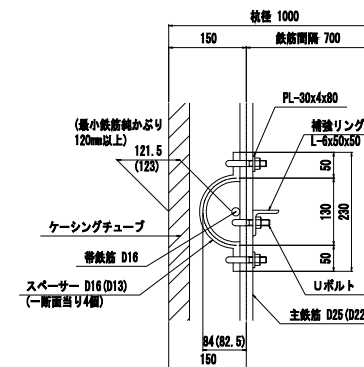 杭径 1000
150
鉄筋間隔 700
PL-30x4x80
(最小鉄筋純かぶり
120mm以上)
補強リング
L-6x50x50
121.5
(123)
50
130
230
50
ケーシングチューブ
帯鉄筋 D16
スペーサー D16(D13)
(一断面当り4個)
Uボルト
主鉄筋 D25(D22
84(82.5)
150